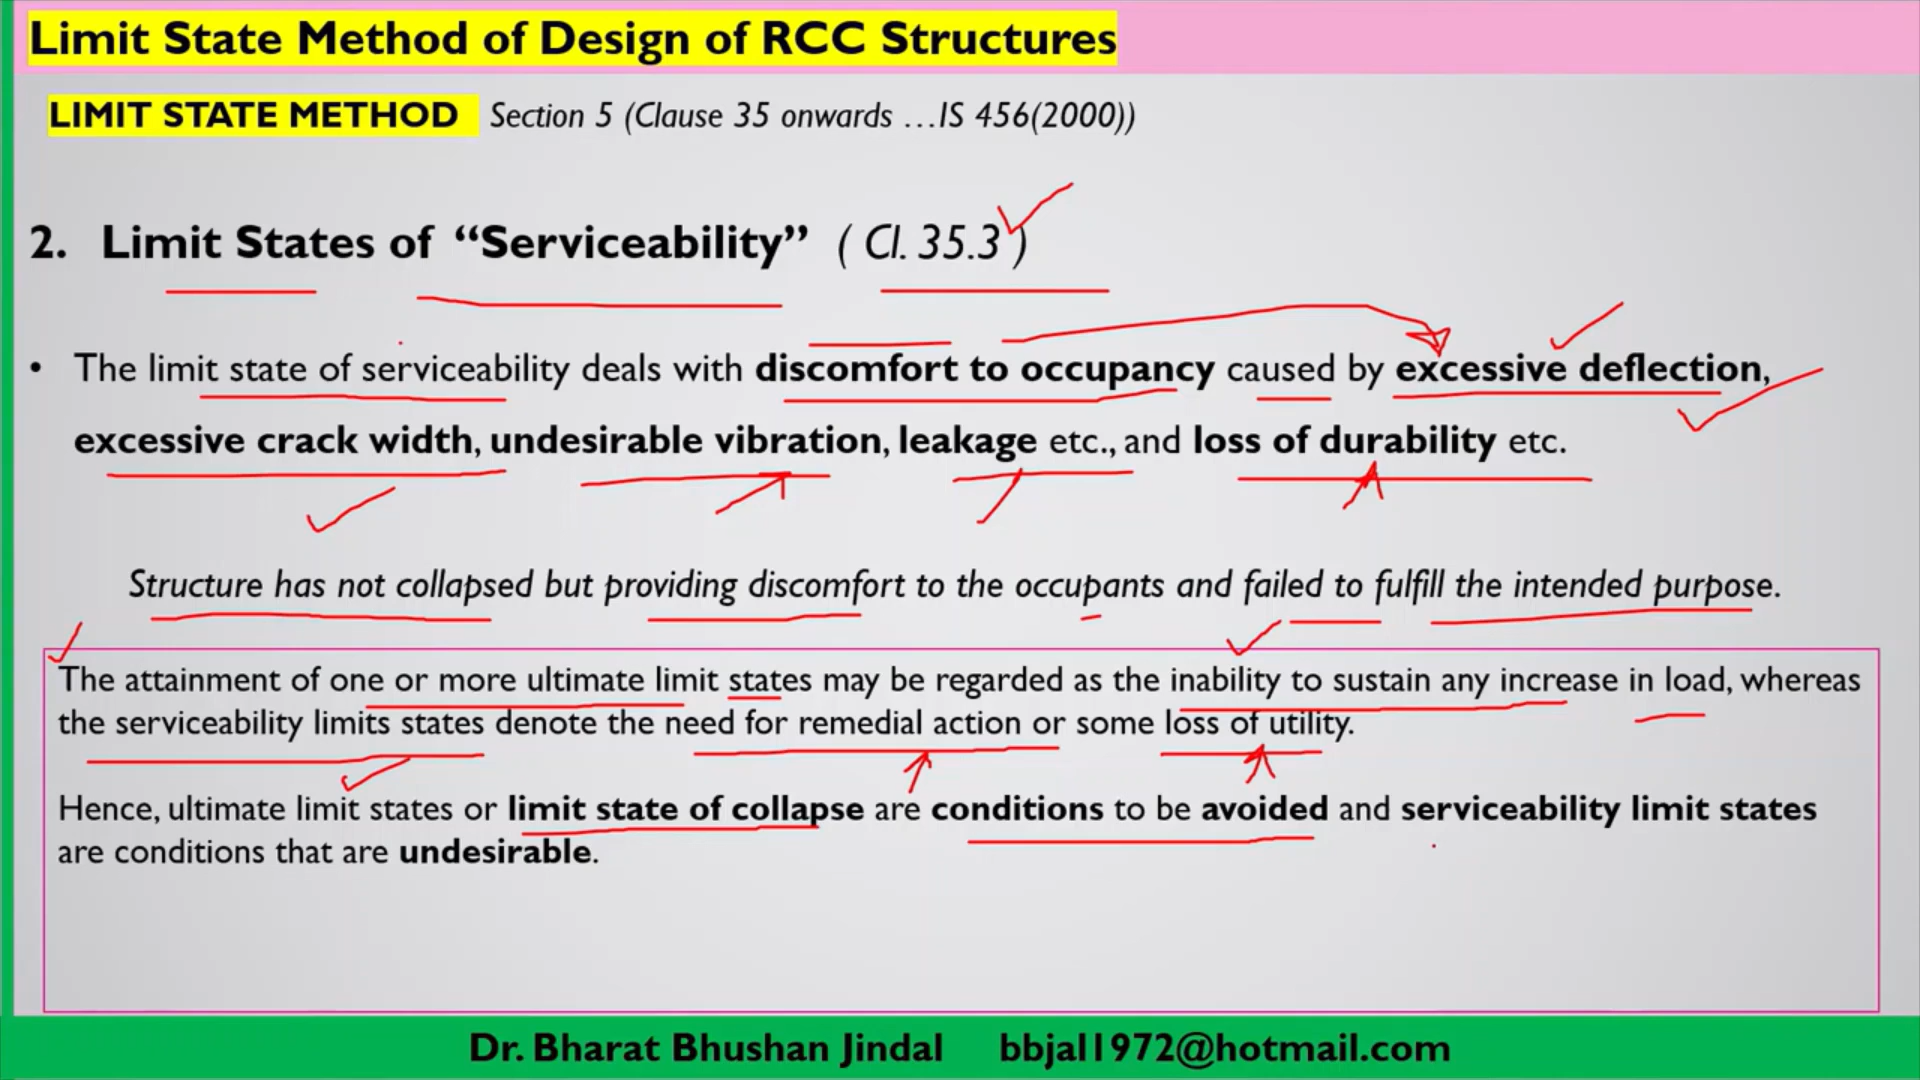 Limit State Method of Design of RCC Structures
LIMIT STATE METHOD Section 5 (Clause 35 onwards ...IS 456(2000))
2. Limit States of “Serviceability” ( Cl. 35.3 )
• The limit state of serviceability deals with discomfort to occupancy caused by excessive deflection,
excessive crack width, undesirable vibration, leakage etc., and loss of durability etc.
Structure has not collapsed but providing discomfort to the occupants and failed to fulfill the intended purpose.
The attainment of one or more ultimate limit states may be regarded as the inability to sustain any increase in load, whereas
the serviceability limits states denote the need for remedial action or some loss of utility.
Hence, ultimate limit states or limit state of collapse are conditions to be avoided and serviceability limit states
are conditions that are undesirable.
Dr. Bharat Bhushan Jindal bbjal1972@hotmail.com